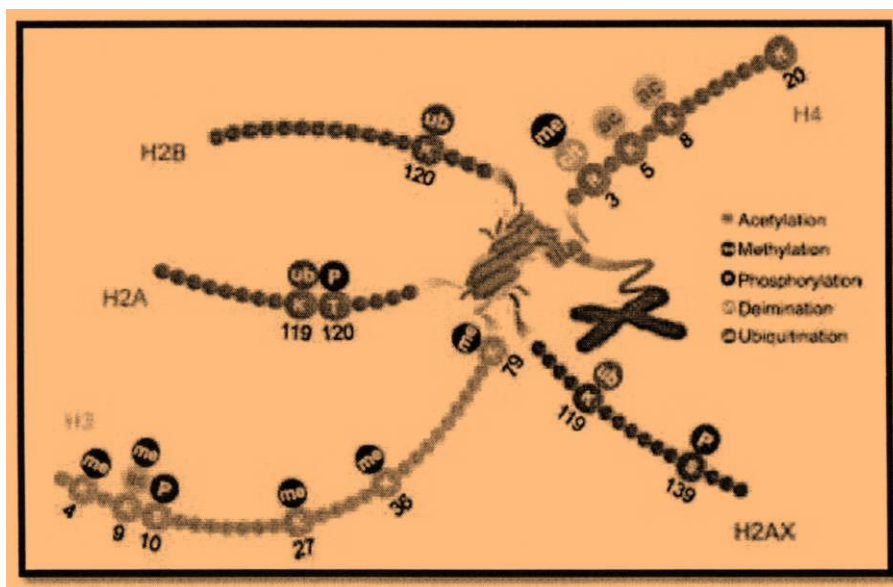 H2B
ub
K
120
H2A
ub P
K T
119 120
H3
me
4
me
P
9 10
me
27
me
36
me
79
me
3
ac
5
ac
K
8
K
20
H4
Acetylation
Methylation
P Phosphorylation
Deimination
Ubiquitination
K
ub
119
P
139
H2AX